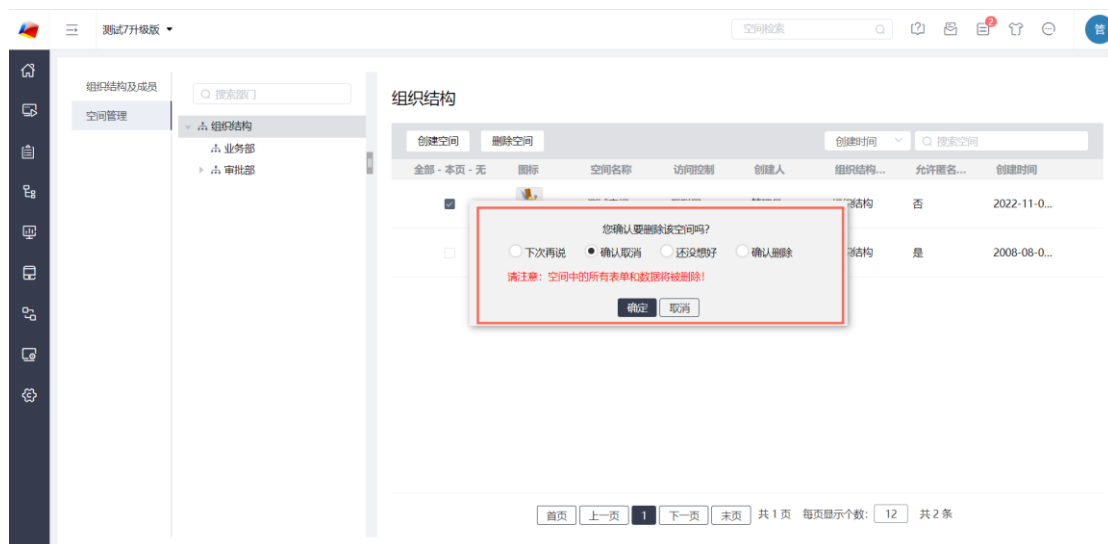 测试7升级版
空间检索
2
管
组织结构及成员
空间管理
搜索部门
组织结构
业务部
审批部
组织结构
创建空间 删除空间 创建时间 搜索空间
全部 - 本页 - 无 图标 空间名称 访问控制 创建人 组织结构... 允许匿名... 创建时间
组织结构 否 2022-11-0...
结构 是 2008-08-0...
您确认要删除该空间吗?
下次再说 确认取消 还没想好 确认删除
请注意：空间中的所有表单和数据将被删除!
确定 取消
首页 上一页 1 下一页 末页 共 1 页 每页显示个数: 12 共 2 条